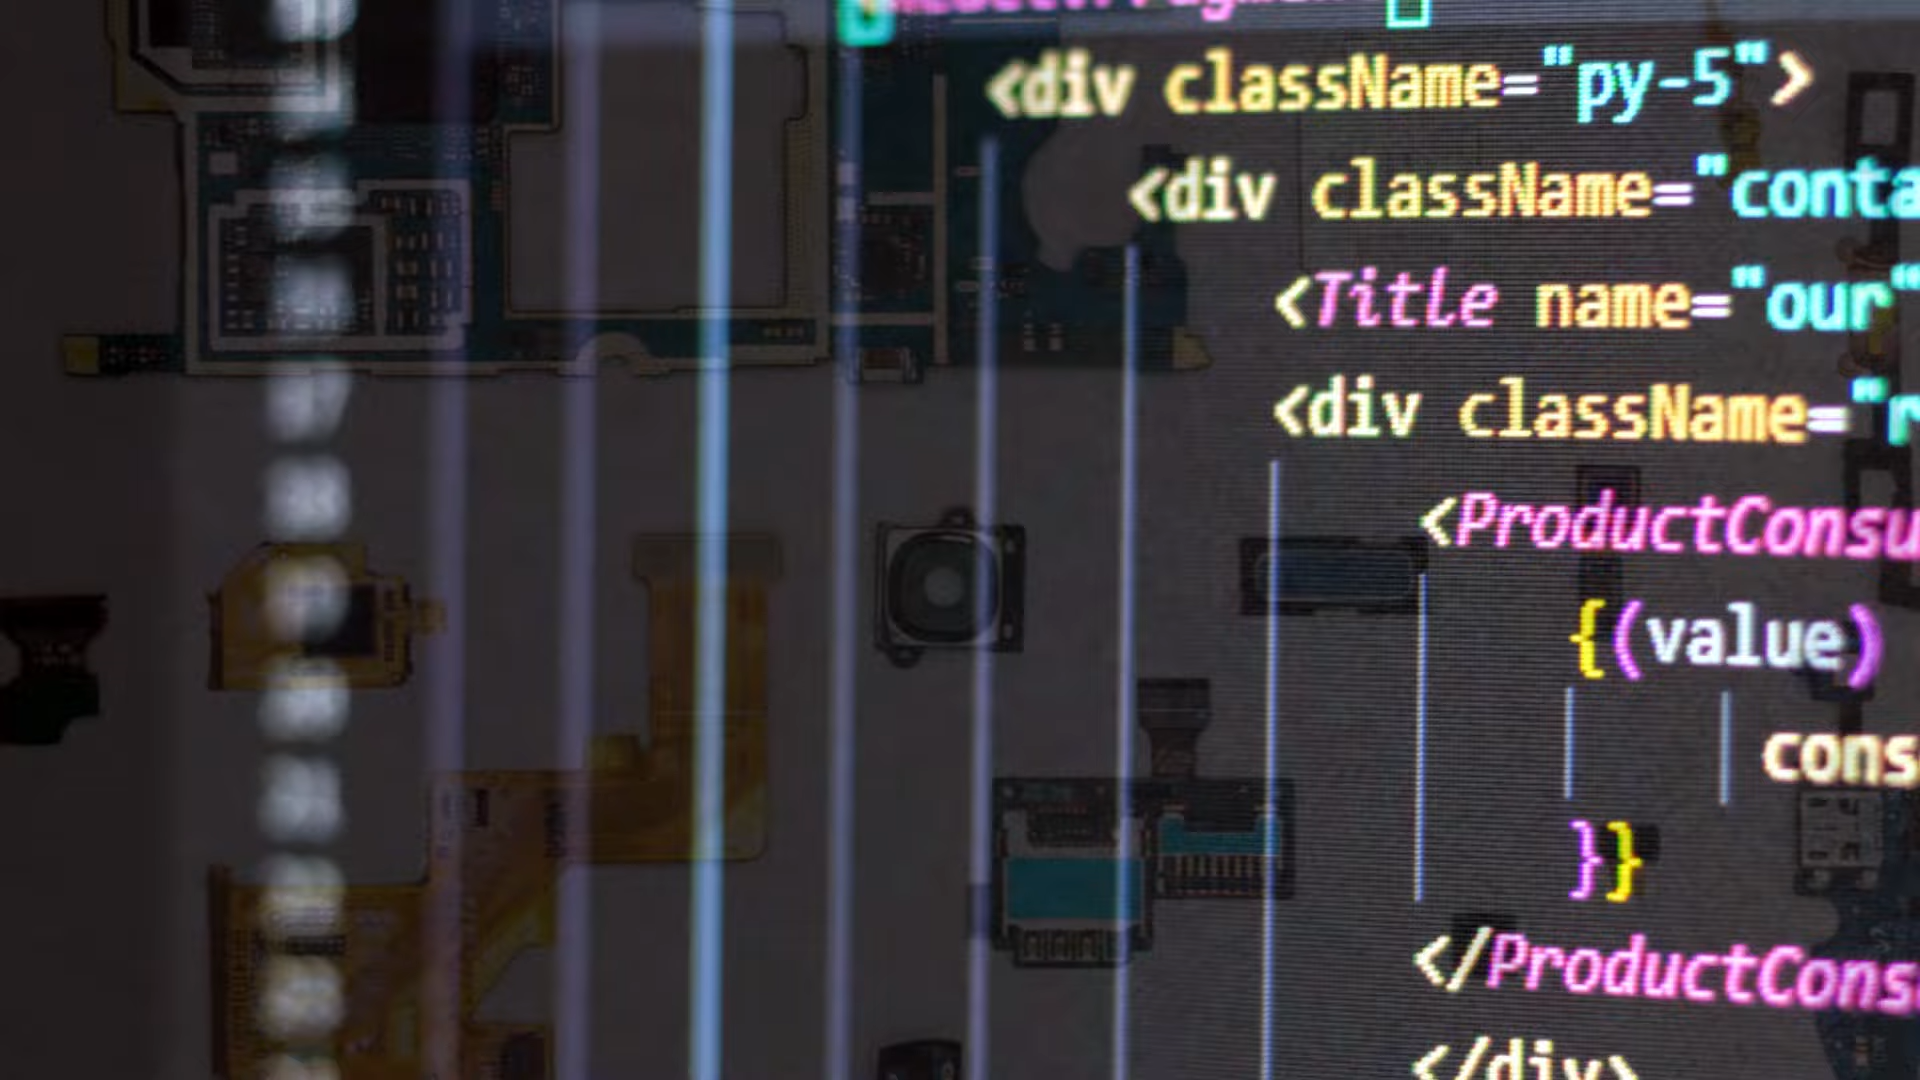 <div className="py-5">
<div className="conta
<Title name="our"
<div className="r
<ProductConsu
{(value)
cons
}}
</ProductCons
</div>